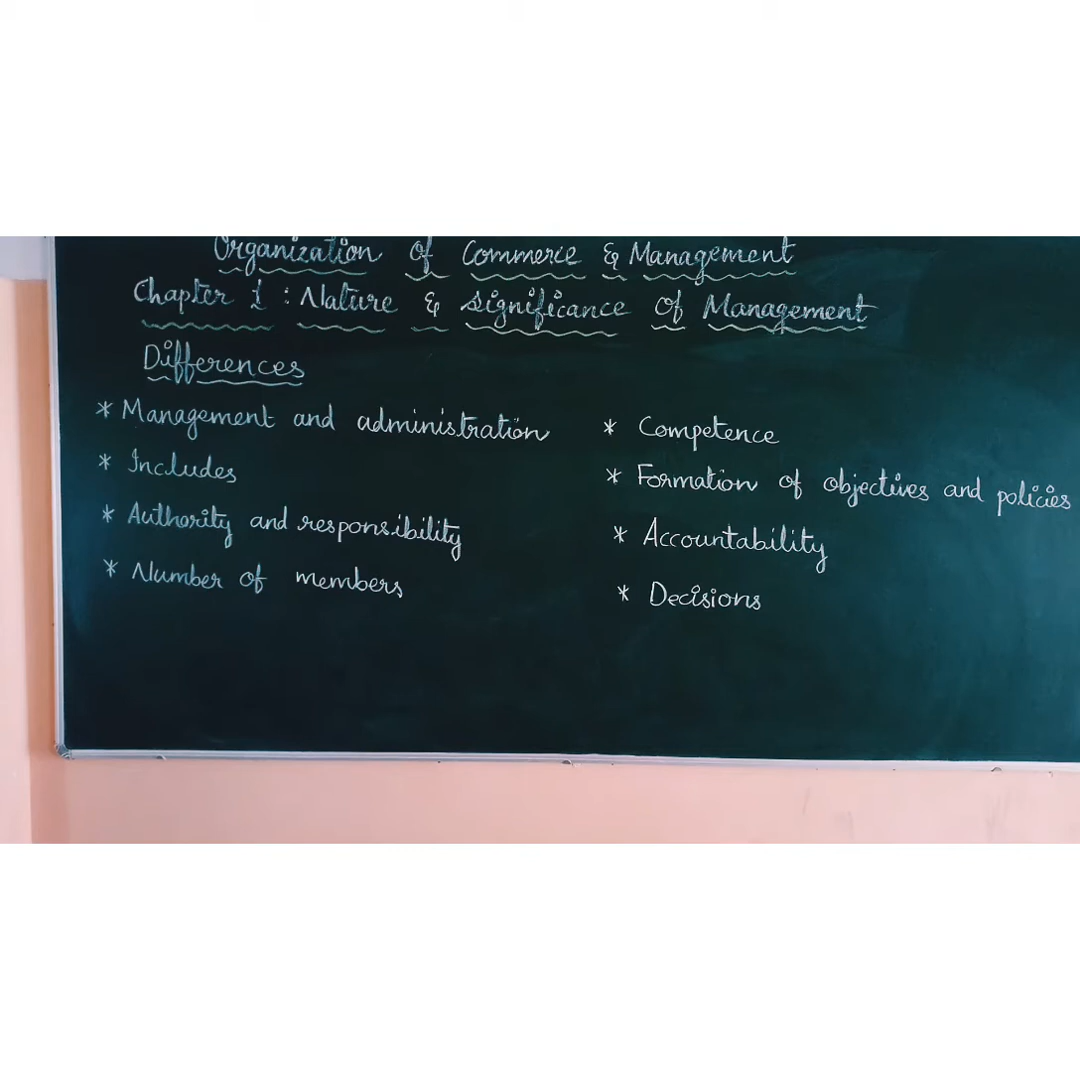 Organization of Commerce & Management
Chapter 1 : Nature & Significance of Management
Differences
* Management and administration
* Includes
* Authority and responsibility
* Number of members
* Competence
* Formation of objectives and policies
* Accountability
* Decisions